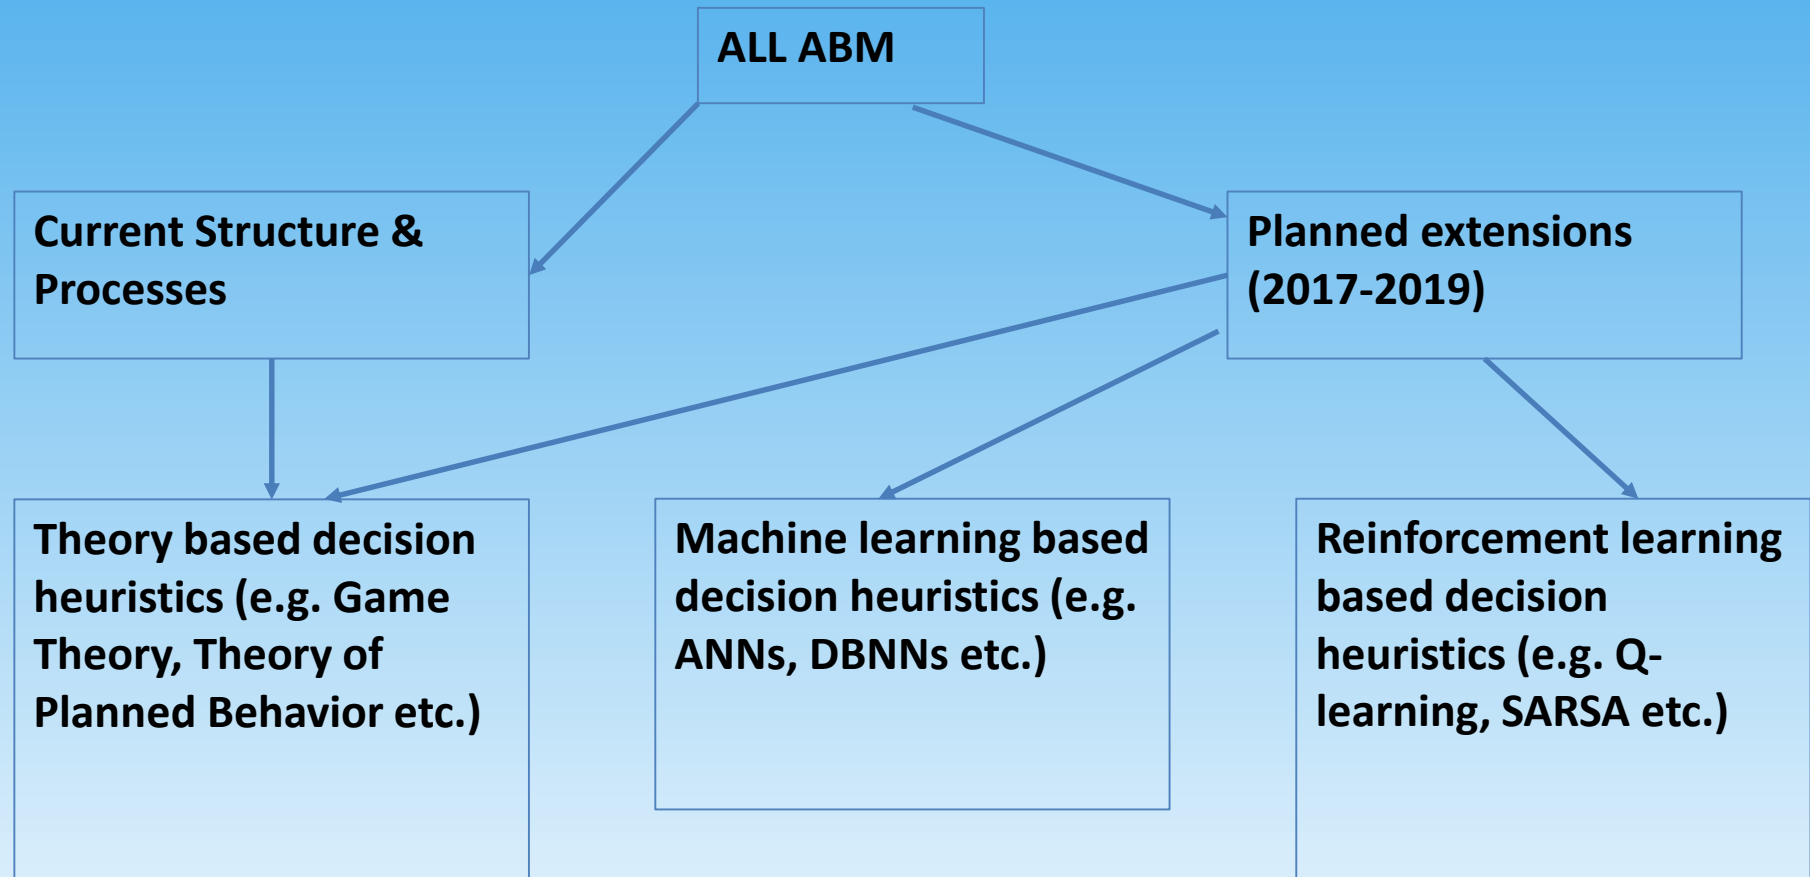 ALL ABM
Current Structure &
Processes
Planned extensions
(2017-2019)
Theory based decision
heuristics (e.g. Game
Theory, Theory of
Planned Behavior etc.)
Machine learning based
decision heuristics (e.g.
ANNs, DBNNs etc.)
Reinforcement learning
based decision
heuristics (e.g. Q-
learning, SARSA etc.)